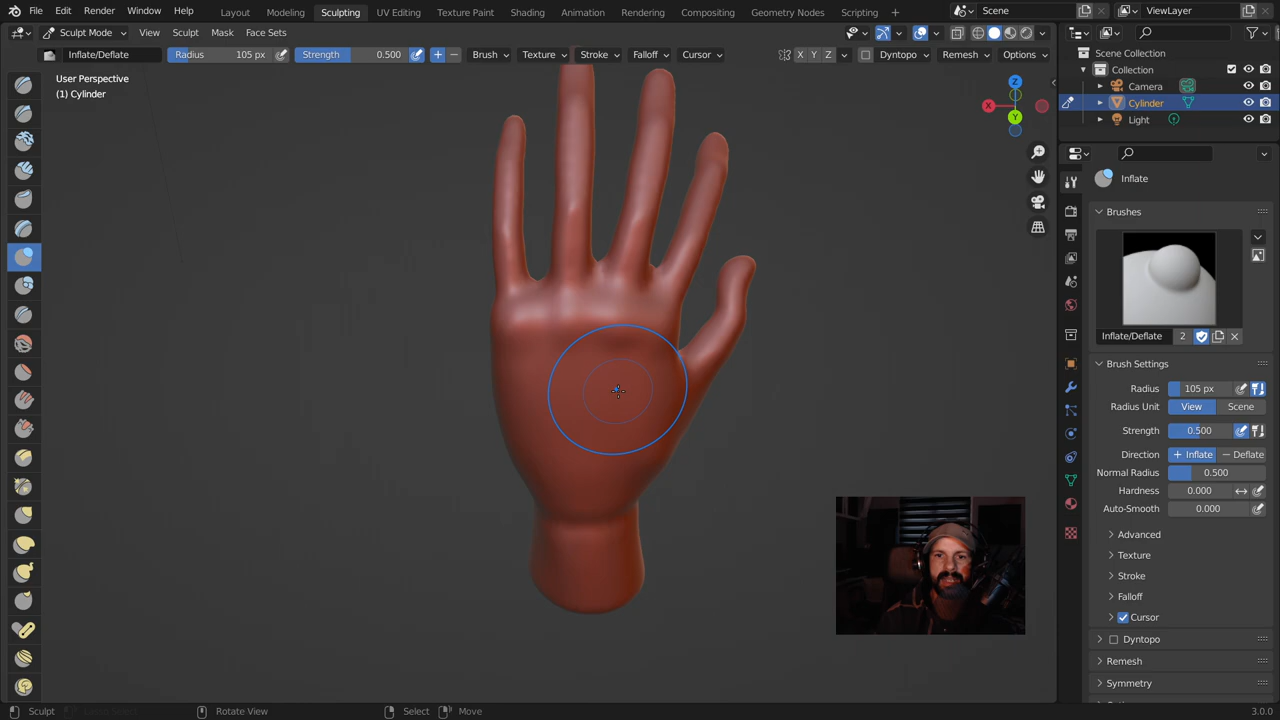 File Edit Render Window Help Layout Modeling Sculpting UV Editing Texture Paint Shading Animation Rendering Compositing Geometry Nodes Scripting + Scene ViewLayer
Sculpt Mode View Sculpt Mask Face Sets Options
Inflate/Deflate Radius 105 px Strength 0.500 + − Brush Texture Stroke Falloff Cursor X Y Z Dyntopo Remesh Options
User Perspective
(1) Cylinder
Scene Collection
Collection
Camera
Cylinder
Light
Z
X
Y
Inflate
Brushes
Inflate/Deflate 2
Brush Settings
Radius 105 px
Radius Unit View Scene
Strength 0.500
Direction + Inflate − Deflate
Normal Radius 0.500
Hardness 0.000
Auto-Smooth 0.000
Advanced
Texture
Stroke
Falloff
Cursor
Dyntopo
Remesh
Symmetry
Sculpt Rotate View Select Move 3.0.0